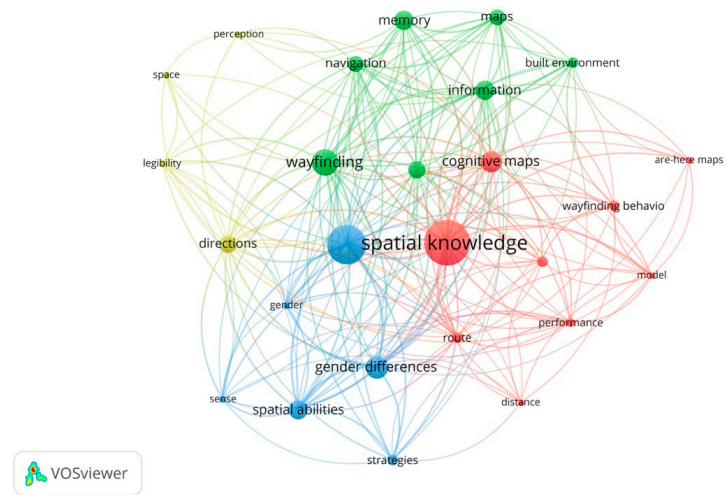 memory
maps
perception
navigation
built environment
space
information
legibility
wayfinding
cognitive maps
are-here maps
wayfinding behavio
directions
spatial knowledge
model
gender
performance
route
gender differences
sense
spatial abilities
distance
strategies
VOSviewer